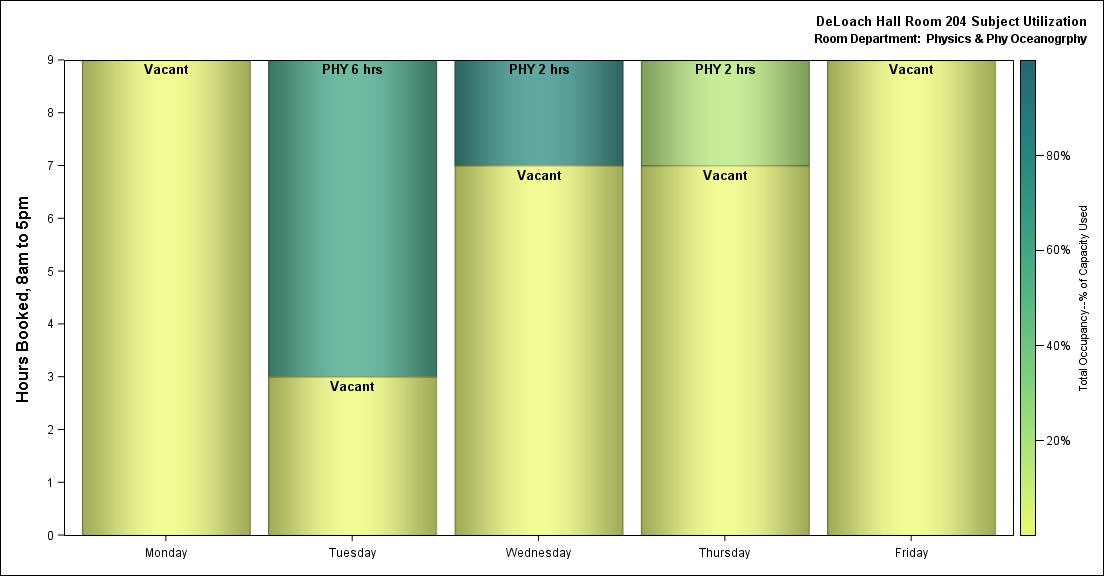 DeLoach Hall Room 204 Subject Utilization
Room Department:  Physics & Phy Oceanogrphy
Hours Booked, 8am to 5pm
9
8
7
6
5
4
3
2
1
0
Vacant
PHY 6 hrs
PHY 2 hrs
PHY 2 hrs
Vacant
Vacant
Vacant
Vacant
Monday
Tuesday
Wednesday
Thursday
Friday
80%
60%
40%
20%
Total Occupancy--% of Capacity Used